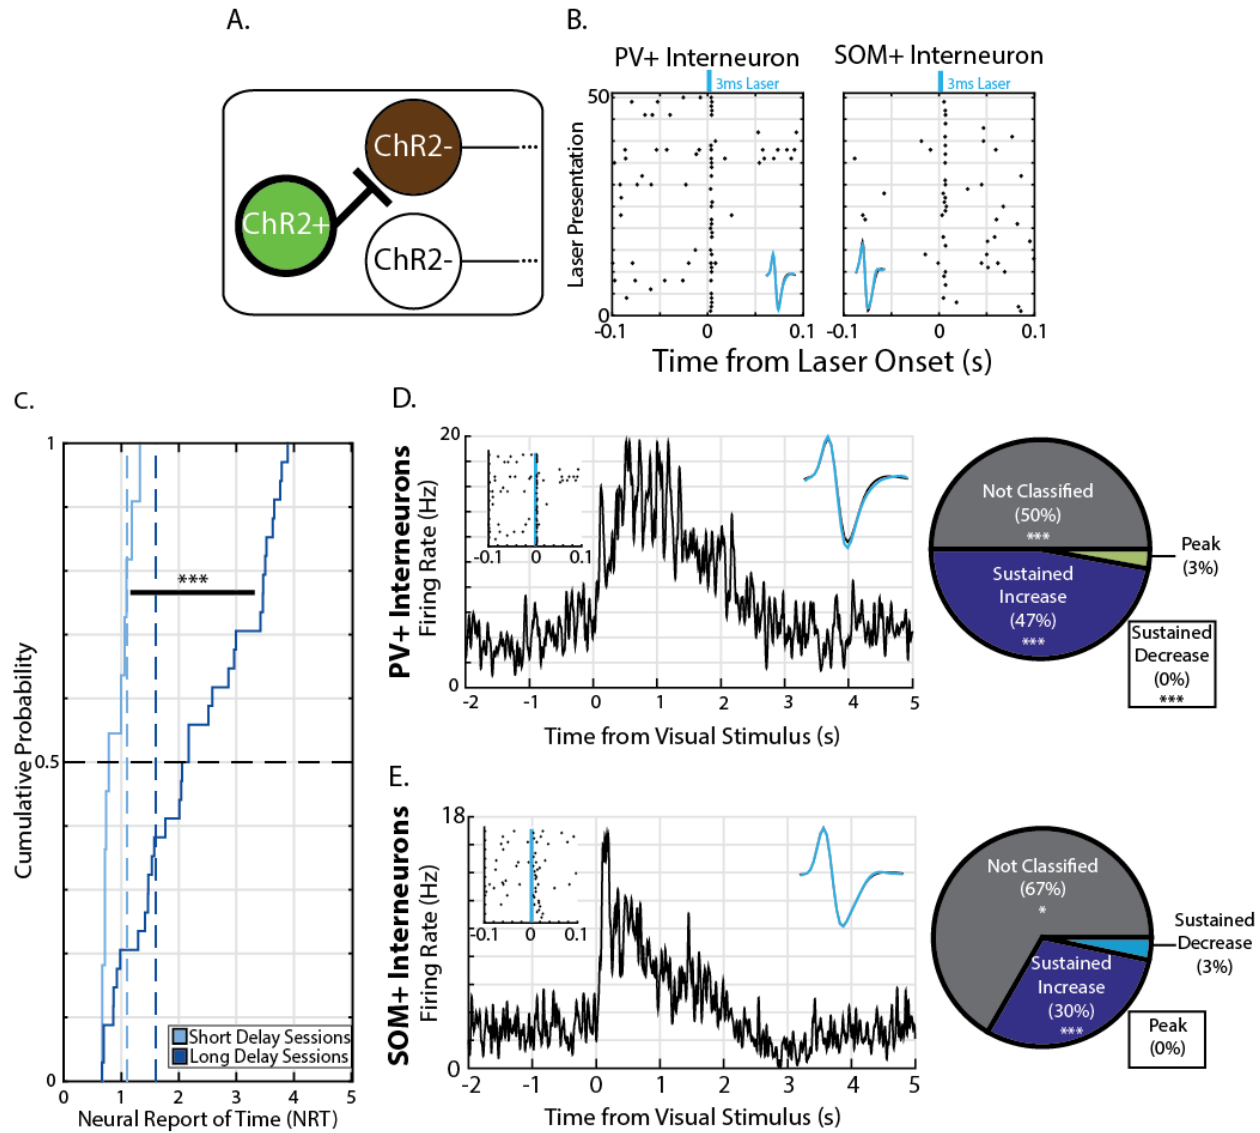 A.
ChR2+
ChR2-
ChR2-
B.
PV+ Interneuron
SOM+ Interneuron
3ms Laser
3ms Laser
Laser Presentation
50
0
-0.1
0
0.1
-0.1
0
0.1
Time from Laser Onset (s)
C.
Cumulative Probability
1
0.5
0
***
Short Delay Sessions
Long Delay Sessions
0
1
2
3
4
5
Neural Report of Time (NRT)
D.
PV+ Interneurons
Firing Rate (Hz)
20
0
-0.1
0
0.1
-2
-1
0
1
2
3
4
5
Time from Visual Stimulus (s)
Not Classified
(50%)
***
Sustained
Increase
(47%)
***
Peak
(3%)
Sustained
Decrease
(0%)
***
E.
SOM+ Interneurons
Firing Rate (Hz)
18
0
-0.1
0
0.1
-2
-1
0
1
2
3
4
5
Time from Visual Stimulus (s)
Not Classified
(67%)
*
Sustained
Increase
(30%)
***
Sustained
Decrease
(3%)
Peak
(0%)